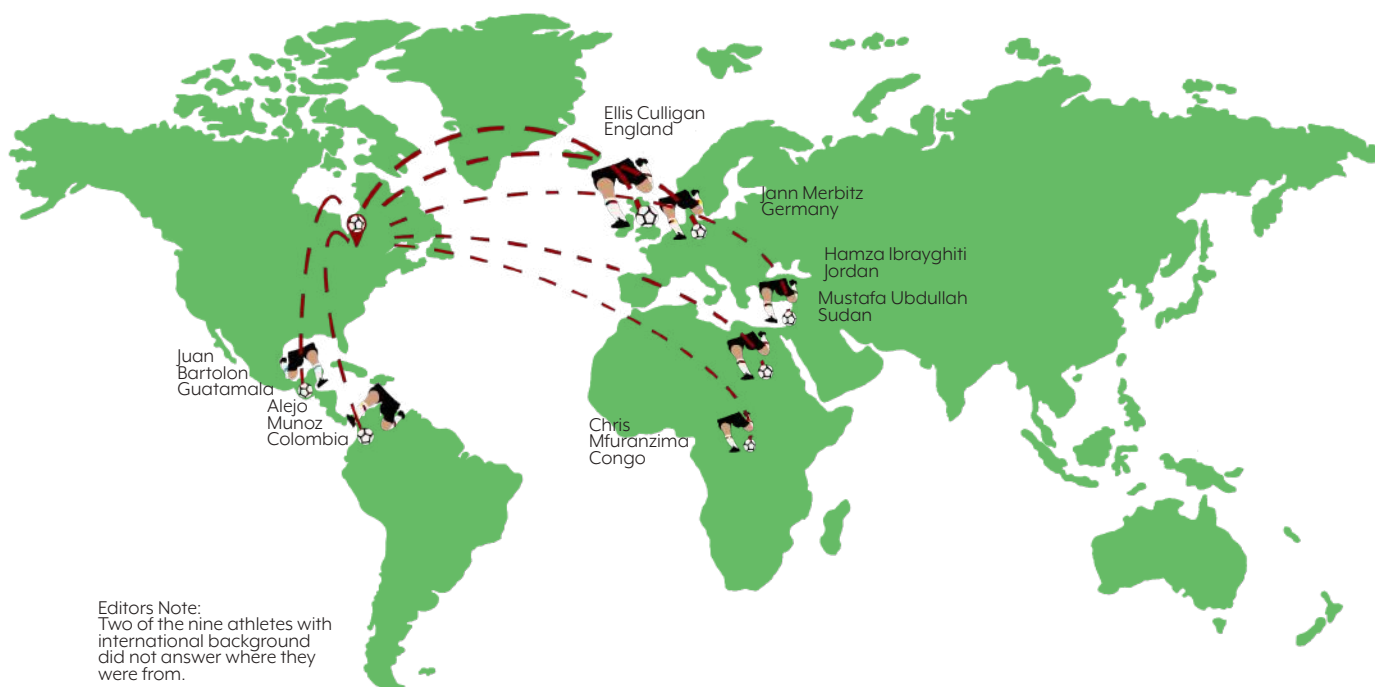 Ellis Culligan
England
Jann Merbitz
Germany
Hamza Ibrayghiti
Jordan
Mustafa Ubdullah
Sudan
Juan
Bartolon
Guatamala
Alejo
Munoz
Colombia
Chris
Mfuranzima
Congo
Editors Note:
Two of the nine athletes with
international background
did not answer where they
were from.